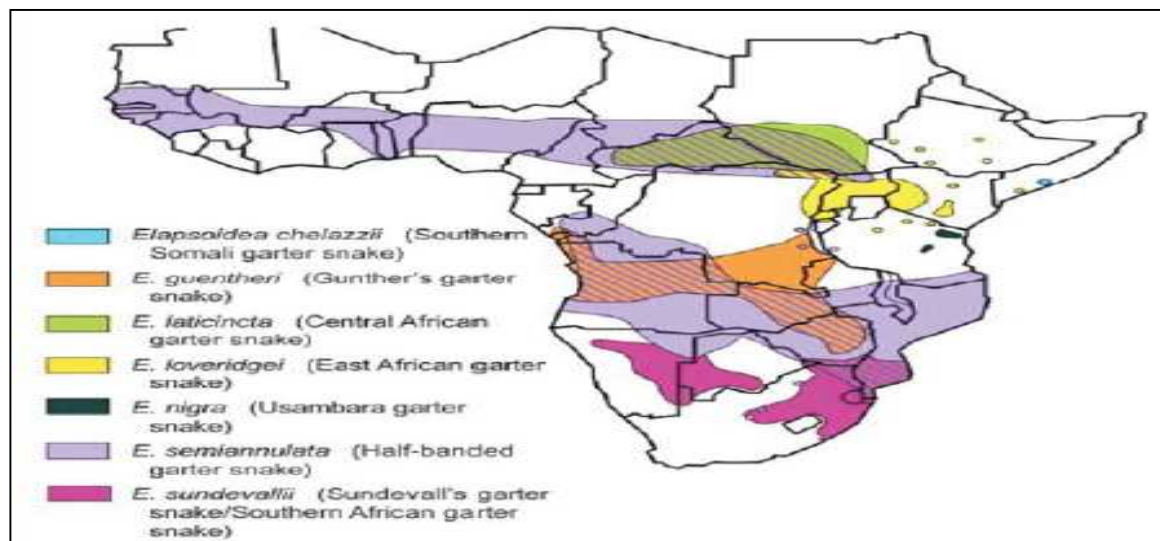 Elapsoidea chelazzii (Southern
Somali garter snake)
E. guentheri (Gunther's garter
snake)
E. laticincta (Central African
garter snake)
E. loveridgei (East African garter
snake)
E. nigra (Usambara garter
snake)
E. semiannulata (Half-banded
garter snake)
E. sundevallii (Sundevall's garter
snake/Southern African garter
snake)